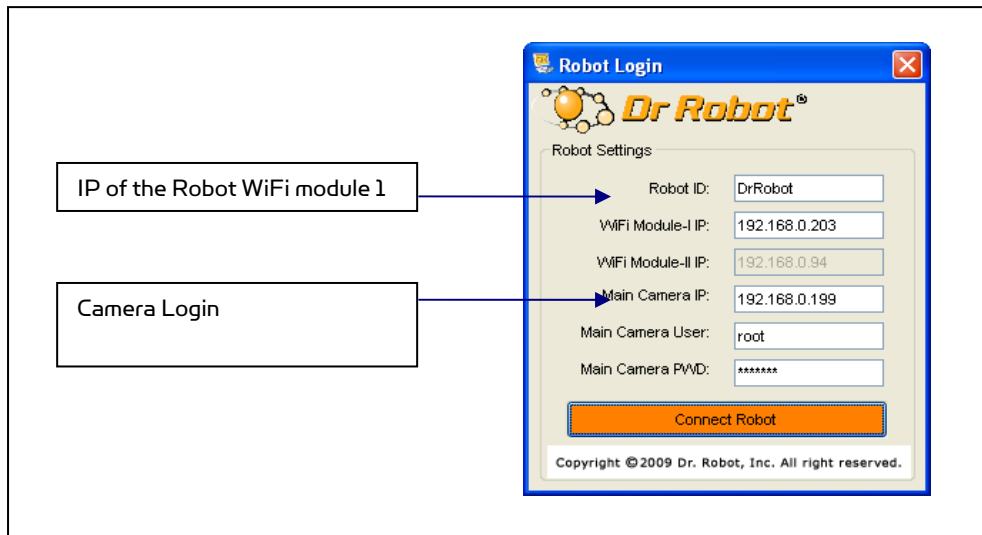 Robot Login
Dr Robot®
Robot Settings
IP of the Robot WiFi module 1
Robot ID: DrRobot
WiFi Module-I IP: 192.168.0.203
WiFi Module-II IP: 192.168.0.94
Camera Login
Main Camera IP: 192.168.0.199
Main Camera User: root
Main Camera PWD: *******
Connect Robot
Copyright ©2009 Dr. Robot, Inc. All right reserved.